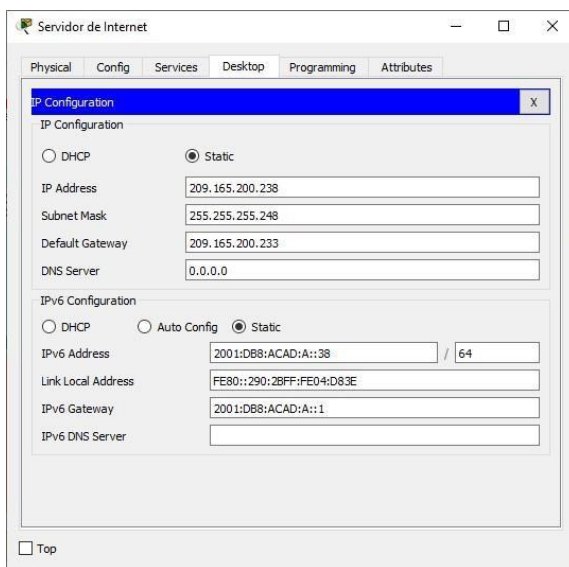 Servidor de Internet
Physical Config Services Desktop Programming Attributes
IP Configuration X
IP Configuration
DHCP Static
IP Address 209.165.200.238
Subnet Mask 255.255.255.248
Default Gateway 209.165.200.233
DNS Server 0.0.0.0
IPv6 Configuration
DHCP Auto Config Static
IPv6 Address 2001:DB8:ACAD:A::38 / 64
Link Local Address FE80::290:2BFF:FE04:D83E
IPv6 Gateway 2001:DB8:ACAD:A::1
IPv6 DNS Server
Top